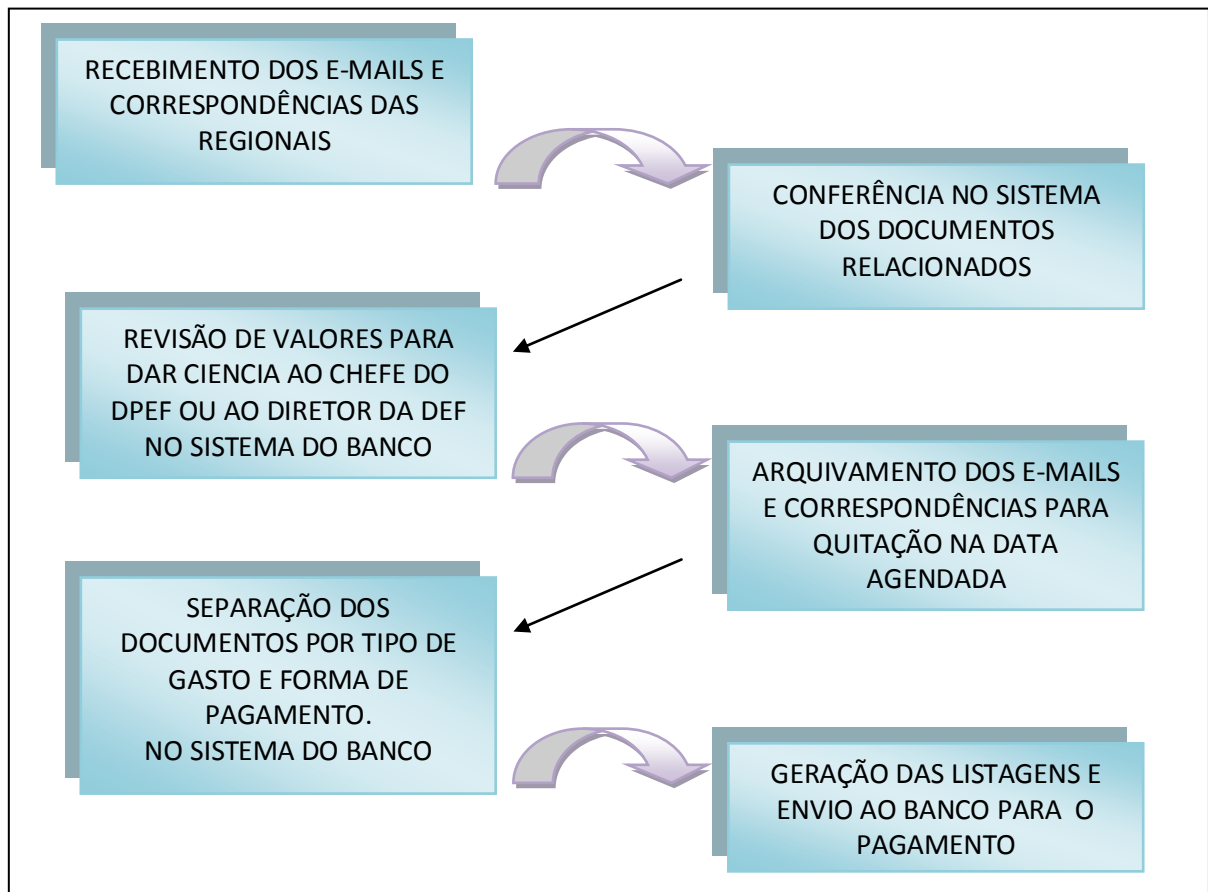 RECEBIMENTO DOS E-MAILS E
CORRESPONDÊNCIAS DAS
REGIONAIS
CONFERÊNCIA NO SISTEMA
DOS DOCUMENTOS
RELACIONADOS
REVISÃO DE VALORES PARA
DAR CIENCIA AO CHEFE DO
DPEF OU AO DIRETOR DA DEF
NO SISTEMA DO BANCO
ARQUIVAMENTO DOS E-MAILS
E CORRESPONDÊNCIAS PARA
QUITAÇÃO NA DATA
AGENDADA
SEPARAÇÃO DOS
DOCUMENTOS POR TIPO DE
GASTO E FORMA DE
PAGAMENTO.
NO SISTEMA DO BANCO
GERAÇÃO DAS LISTAGENS E
ENVIO AO BANCO PARA O
PAGAMENTO